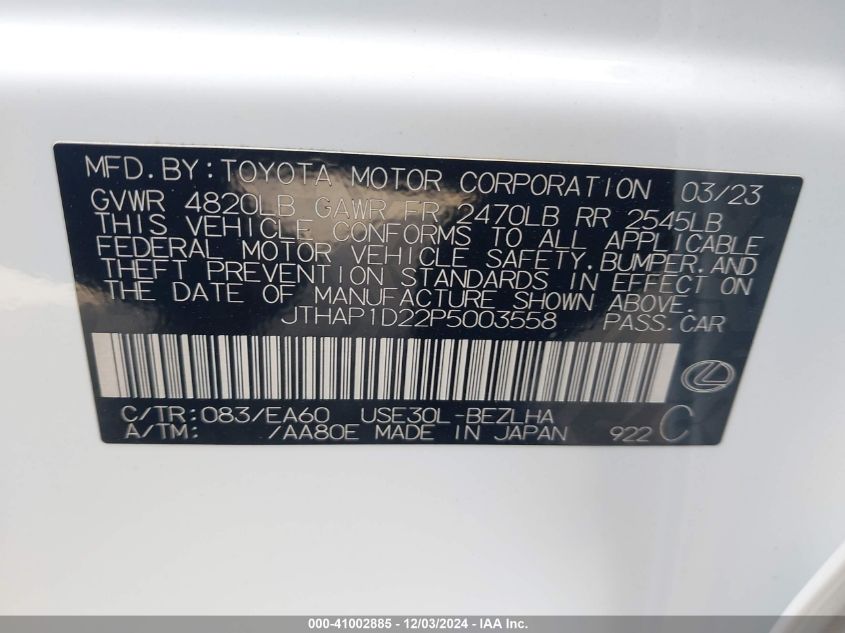 MFD.BY:TOYOTA MOTOR CORPORATION 03/23
GVWR 4820LB GAWR FR 2470LB RR 2545LB
THIS VEHICLE CONFORMS TO ALL APPLICABLE
FEDERAL MOTOR VEHICLE SAFETY,BUMPER,AND
THEFT PREVENTION STANDARDS IN EFFECT ON
THE DATE OF MANUFACTURE SHOWN ABOVE.
JTHAP1D22P5003558 PASS.CAR
C/TR:083/EA60 USE30L-BEZLHA
A/TM: /AA80E MADE IN JAPAN 922 C
000-41002885 - 12/03/2024 - IAA Inc.